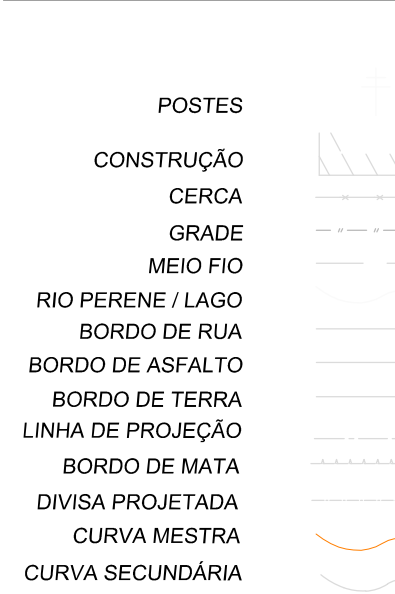 POSTES
CONSTRUÇÃO
CERCA
GRADE
MEIO FIO
RIO PERENE / LAGO
BORDO DE RUA
BORDO DE ASFALTO
BORDO DE TERRA
LINHA DE PROJEÇÃO
BORDO DE MATA
DIVISA PROJETADA
CURVA MESTRA
CURVA SECUNDÁRIA